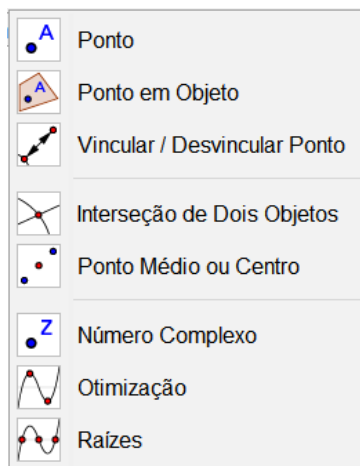 A
Ponto
A
Ponto em Objeto
Vincular / Desvincular Ponto
Interseção de Dois Objetos
Ponto Médio ou Centro
Z
Número Complexo
Otimização
Raízes